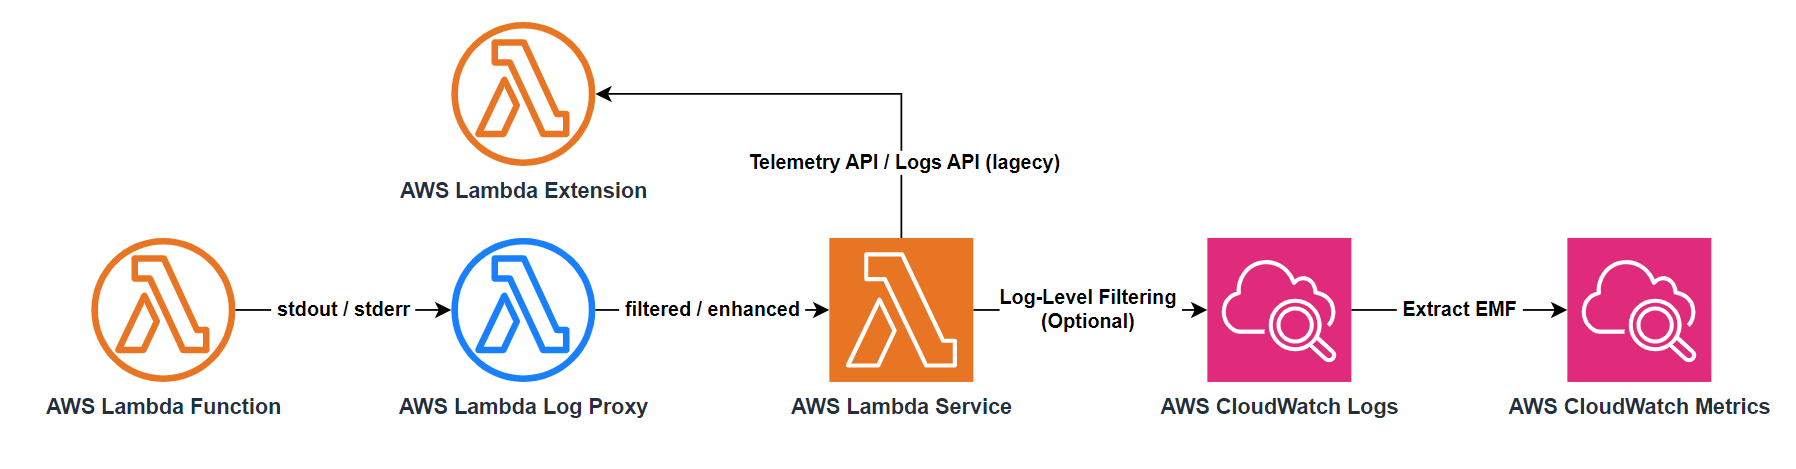 Telemetry API / Logs API (lagecy)
AWS Lambda Extension
stdout / stderr
filtered / enhanced
Log-Level Filtering
(Optional)
Extract EMF
AWS Lambda Function
AWS Lambda Log Proxy
AWS Lambda Service
AWS CloudWatch Logs
AWS CloudWatch Metrics